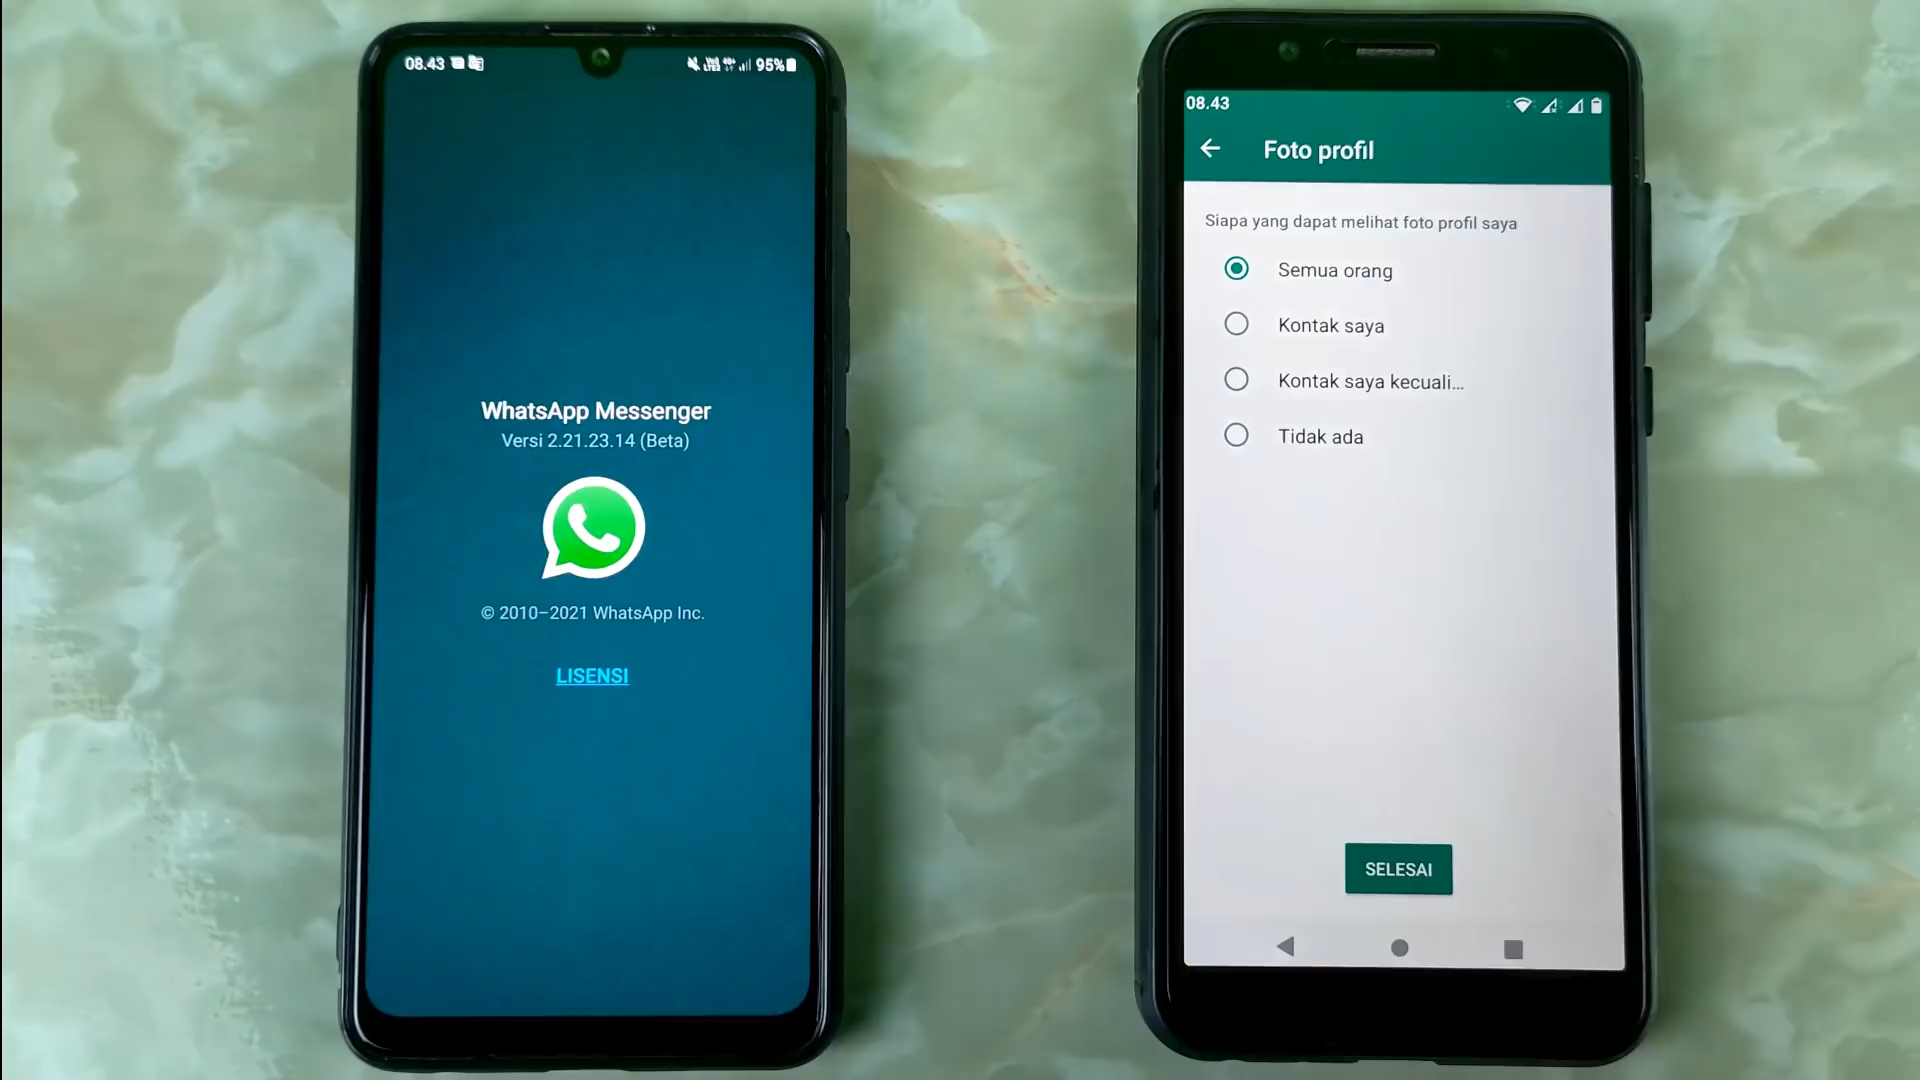 08.43
95%
WhatsApp Messenger
Versi 2.21.23.14 (Beta)
© 2010–2021 WhatsApp Inc.
LISENSI
08.43
Foto profil
Siapa yang dapat melihat foto profil saya
Semua orang
Kontak saya
Kontak saya kecuali...
Tidak ada
SELESAI